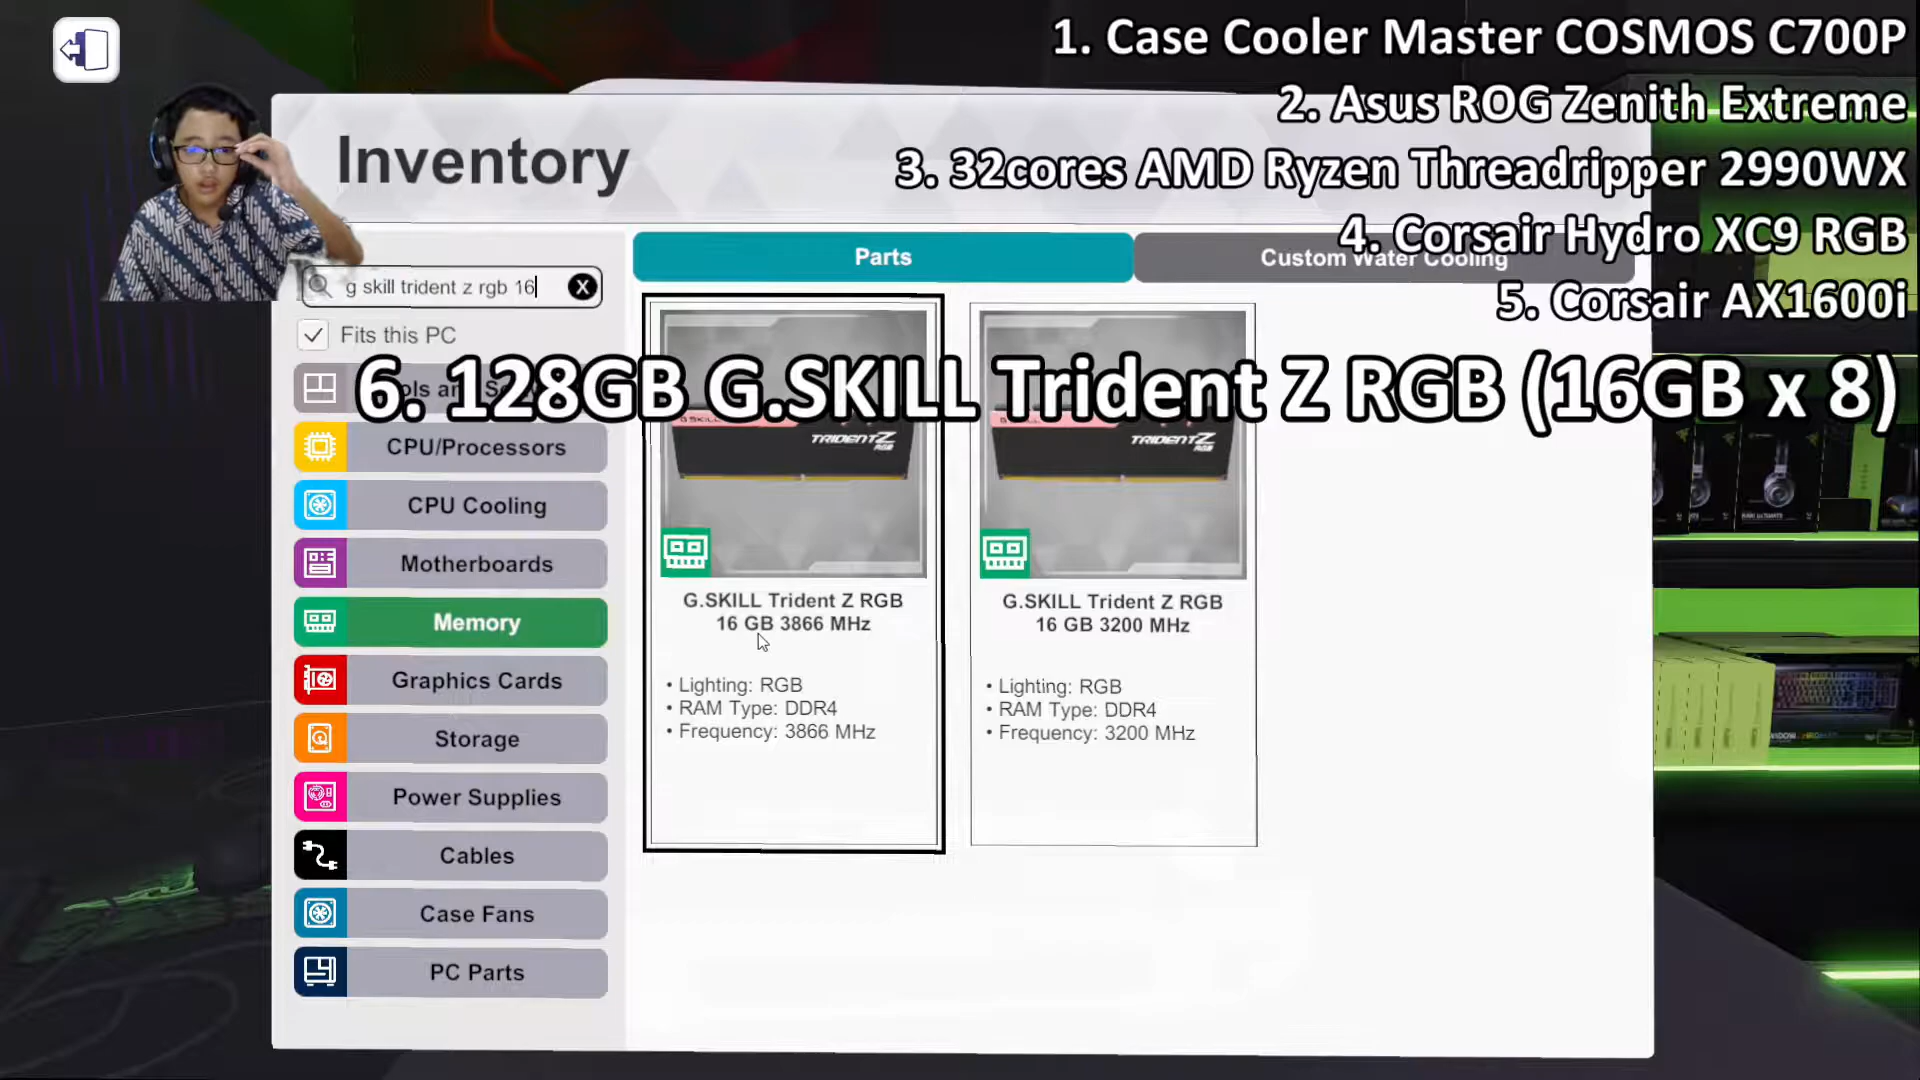 1. Case Cooler Master COSMOS C700P
2. Asus ROG Zenith Extreme
3. 32cores AMD Ryzen Threadripper 2990WX
4. Corsair Hydro XC9 RGB
5. Corsair AX1600i
6. 128GB G.SKILL Trident Z RGB (16GB x 8)
Inventory
g skill trident z rgb 16
X
Fits this PC
CPU/Processors
CPU Cooling
Motherboards
Memory
Graphics Cards
Storage
Power Supplies
Cables
Case Fans
PC Parts
Parts
Custom Water Cooling
TRIDENT Z
RGB
G.SKILL Trident Z RGB
16 GB 3866 MHz
• Lighting: RGB
• RAM Type: DDR4
• Frequency: 3866 MHz
TRIDENT Z
RGB
G.SKILL Trident Z RGB
16 GB 3200 MHz
• Lighting: RGB
• RAM Type: DDR4
• Frequency: 3200 MHz